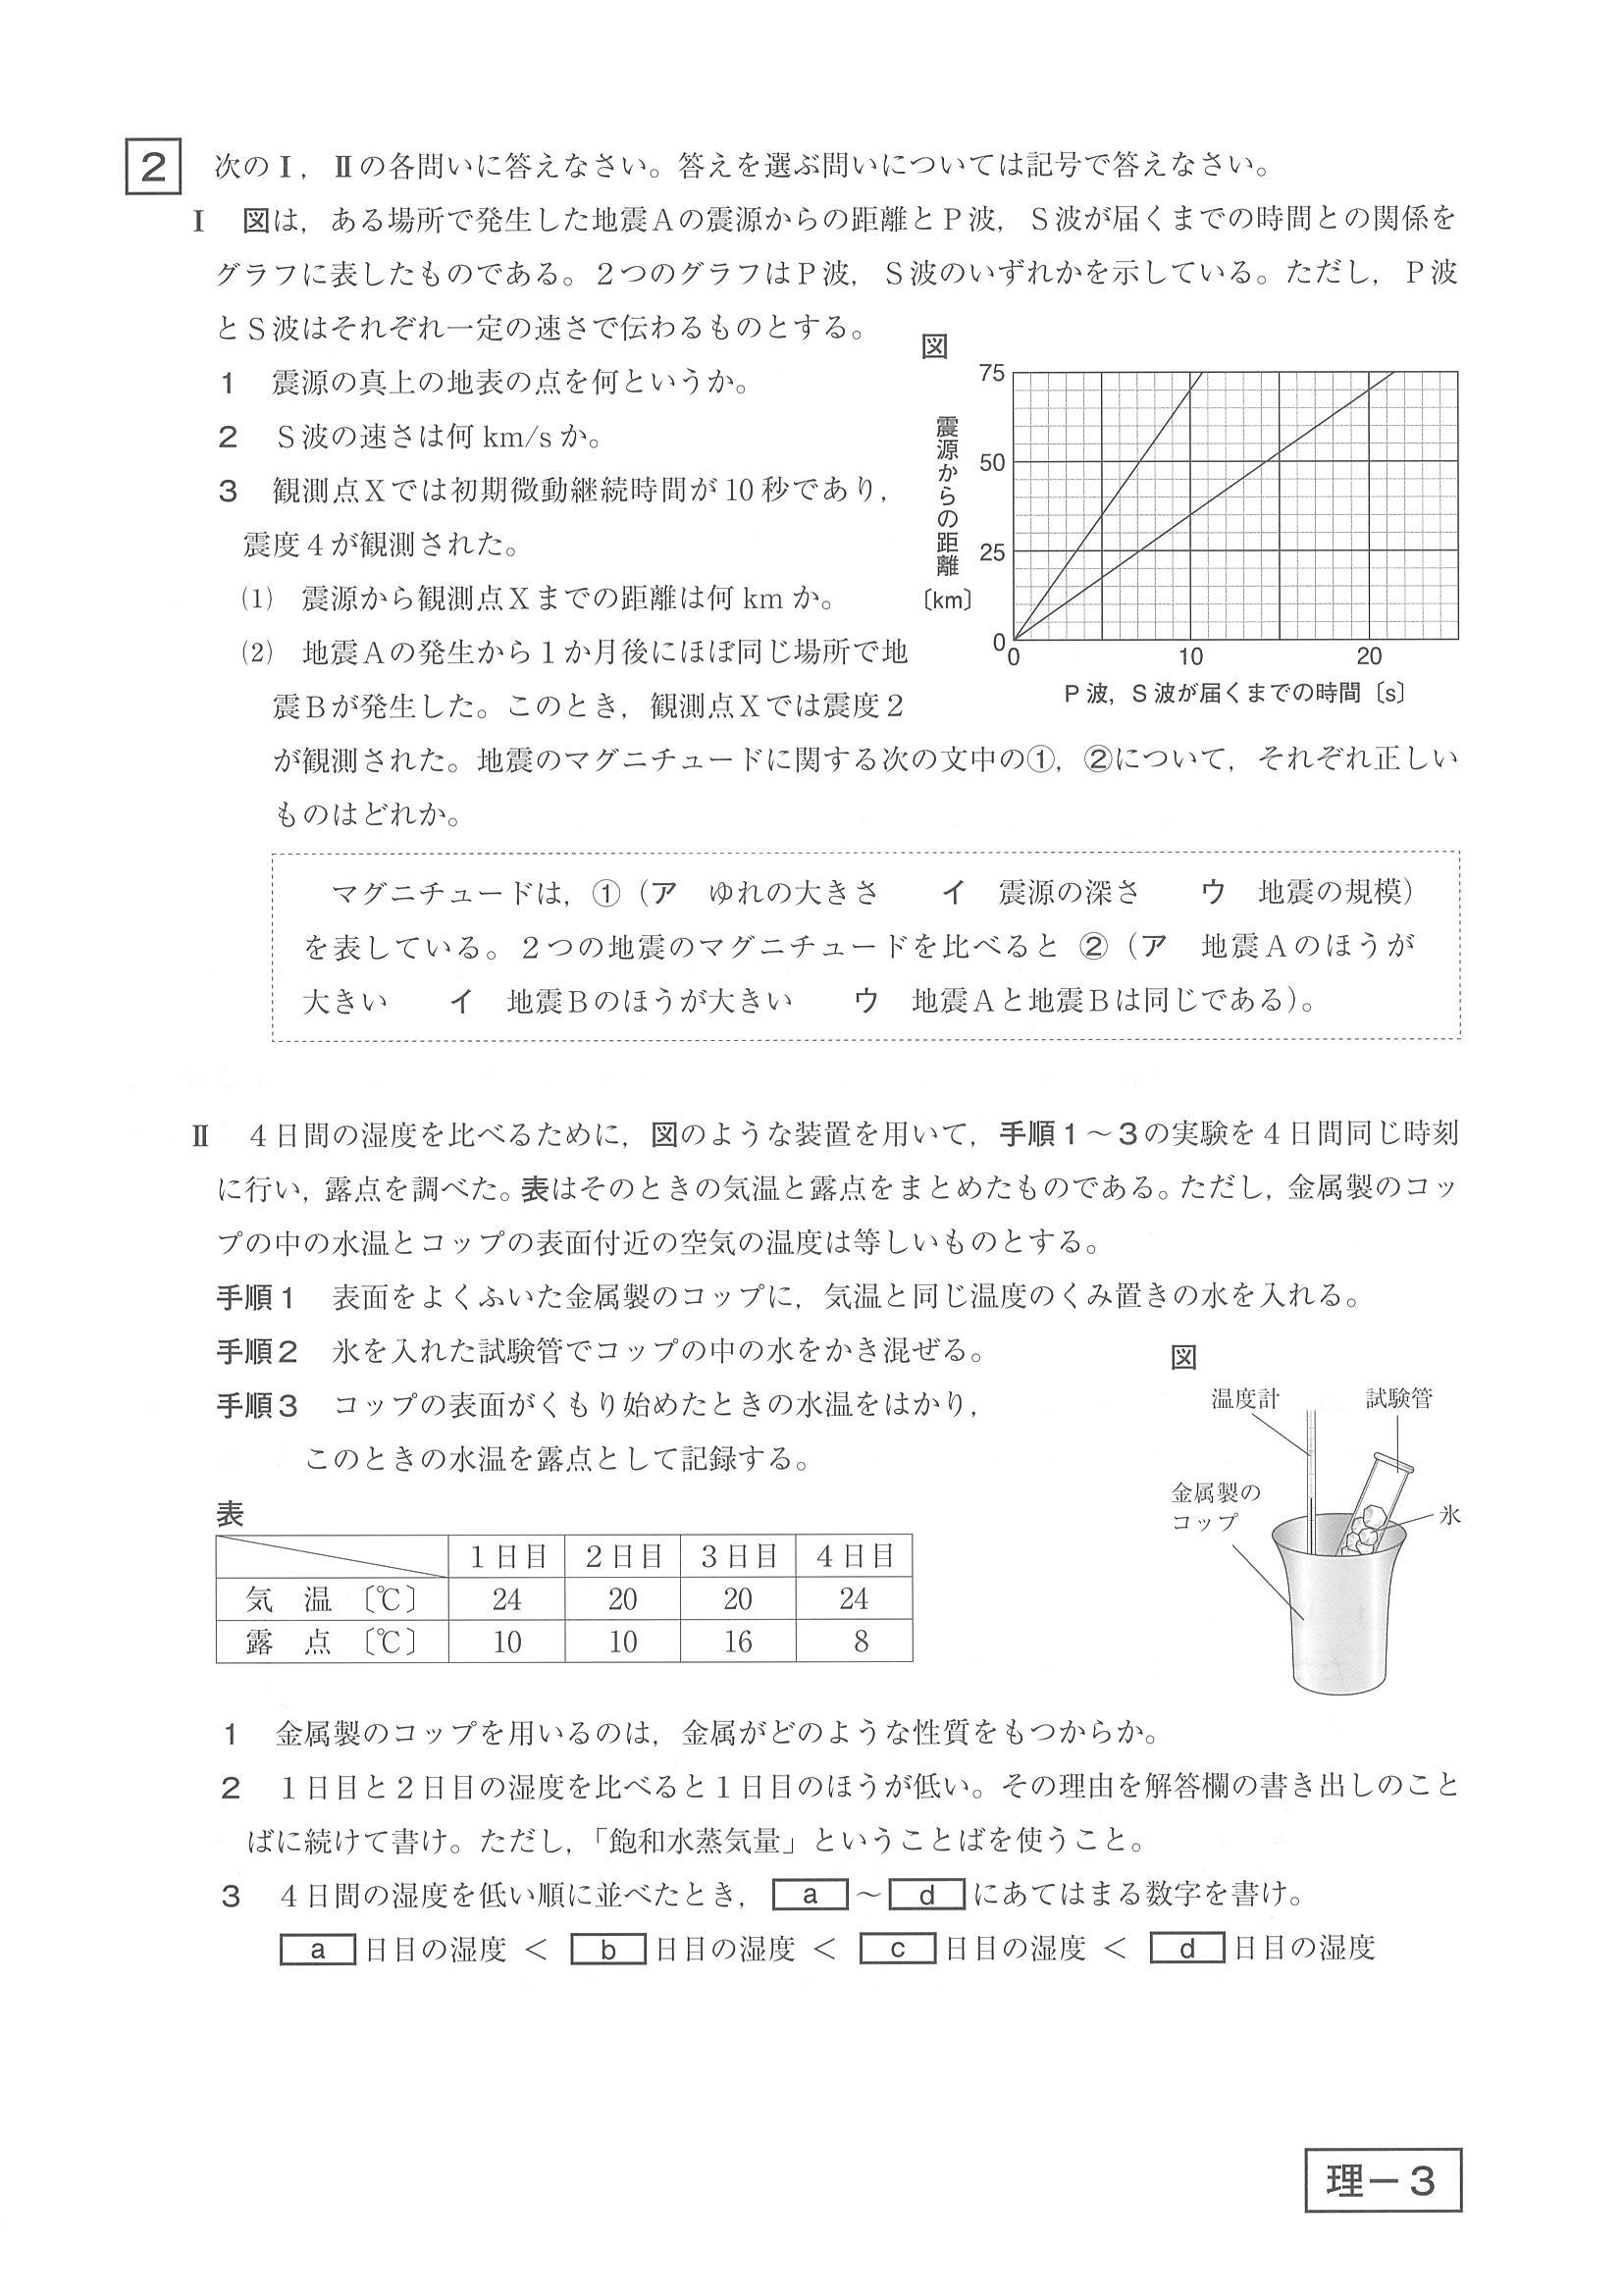 2 次のⅠ，Ⅱの各問いに答えなさい。答えを選ぶ問いについては記号で答えなさい。
Ⅰ 図は，ある場所で発生した地震Aの震源からの距離とP波，S波が届くまでの時間との関係を
グラフに表したものである。2つのグラフはP波，S波のいずれかを示している。ただし，P波
とS波はそれぞれ一定の速さで伝わるものとする。
1 震源の真上の地表の点を何というか。
2 S波の速さは何km/sか。
3 観測点Xでは初期微動継続時間が10秒であり，
震度4が観測された。
(1) 震源から観測点Xまでの距離は何kmか。
(2) 地震Aの発生から1か月後にほぼ同じ場所で地
震Bが発生した。このとき，観測点Xでは震度2
が観測された。地震のマグニチュードに関する次の文中の①，②について，それぞれ正しい
ものはどれか。
図
75
50
25
0
震源からの距離
〔km〕
0 10 20
P波，S波が届くまでの時間〔s〕
マグニチュードは，①（ア ゆれの大きさ イ 震源の深さ ウ 地震の規模）
を表している。2つの地震のマグニチュードを比べると ②（ア 地震Aのほうが
大きい イ 地震Bのほうが大きい ウ 地震Aと地震Bは同じである）。
Ⅱ 4日間の湿度を比べるために，図のような装置を用いて，手順1～3の実験を4日間同じ時刻
に行い，露点を調べた。表はそのときの気温と露点をまとめたものである。ただし，金属製のコッ
プの中の水温とコップの表面付近の空気の温度は等しいものとする。
手順1 表面をよくふいた金属製のコップに，気温と同じ温度のくみ置きの水を入れる。
手順2 氷を入れた試験管でコップの中の水をかき混ぜる。
手順3 コップの表面がくもり始めたときの水温をはかり，
このときの水温を露点として記録する。
図
温度計 試験管
金属製の
コップ
氷
表
1日目 2日目 3日目 4日目
気 温 〔℃〕 24 20 20 24
露 点 〔℃〕 10 10 16 8
1 金属製のコップを用いるのは，金属がどのような性質をもつからか。
2 1日目と2日目の湿度を比べると1日目のほうが低い。その理由を解答欄の書き出しのこと
ばに続けて書け。ただし，「飽和水蒸気量」ということばを使うこと。
3 4日間の湿度を低い順に並べたとき，a～dにあてはまる数字を書け。
a日目の湿度 ＜ b日目の湿度 ＜ c日目の湿度 ＜ d日目の湿度
理－3